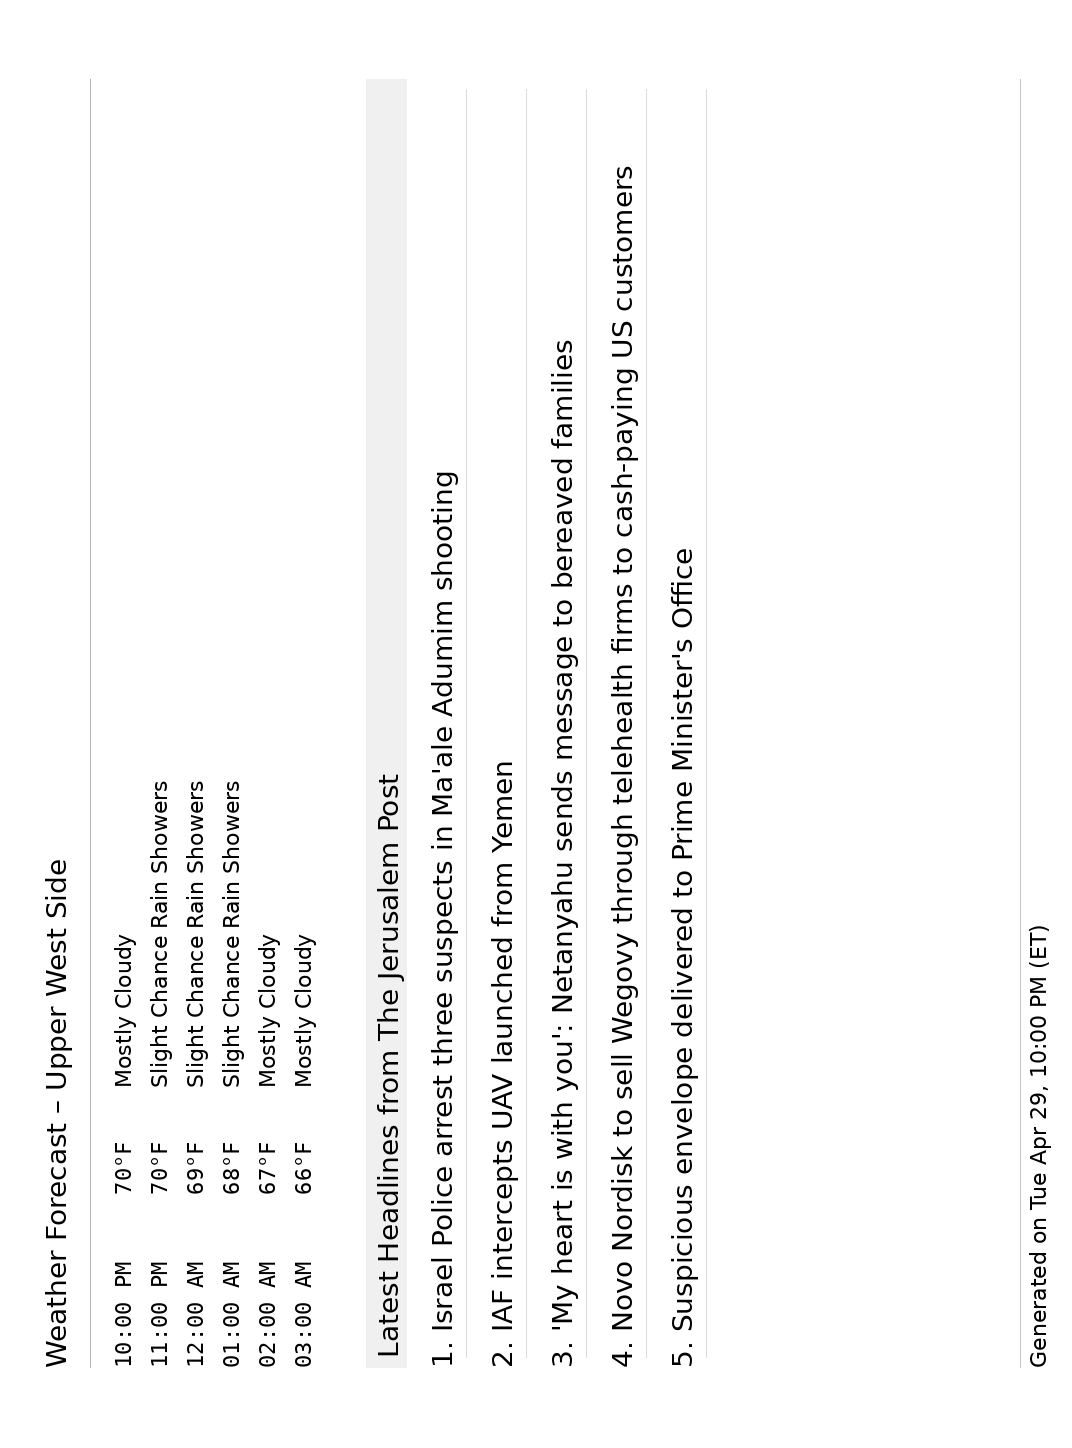 Weather Forecast – Upper West Side
10:00 PM 70°F Mostly Cloudy
11:00 PM 70°F Slight Chance Rain Showers
12:00 AM 69°F Slight Chance Rain Showers
01:00 AM 68°F Slight Chance Rain Showers
02:00 AM 67°F Mostly Cloudy
03:00 AM 66°F Mostly Cloudy
Latest Headlines from The Jerusalem Post
1. Israel Police arrest three suspects in Ma'ale Adumim shooting
2. IAF intercepts UAV launched from Yemen
3. 'My heart is with you': Netanyahu sends message to bereaved families
4. Novo Nordisk to sell Wegovy through telehealth firms to cash-paying US customers
5. Suspicious envelope delivered to Prime Minister's Office
Generated on Tue Apr 29, 10:00 PM (ET)